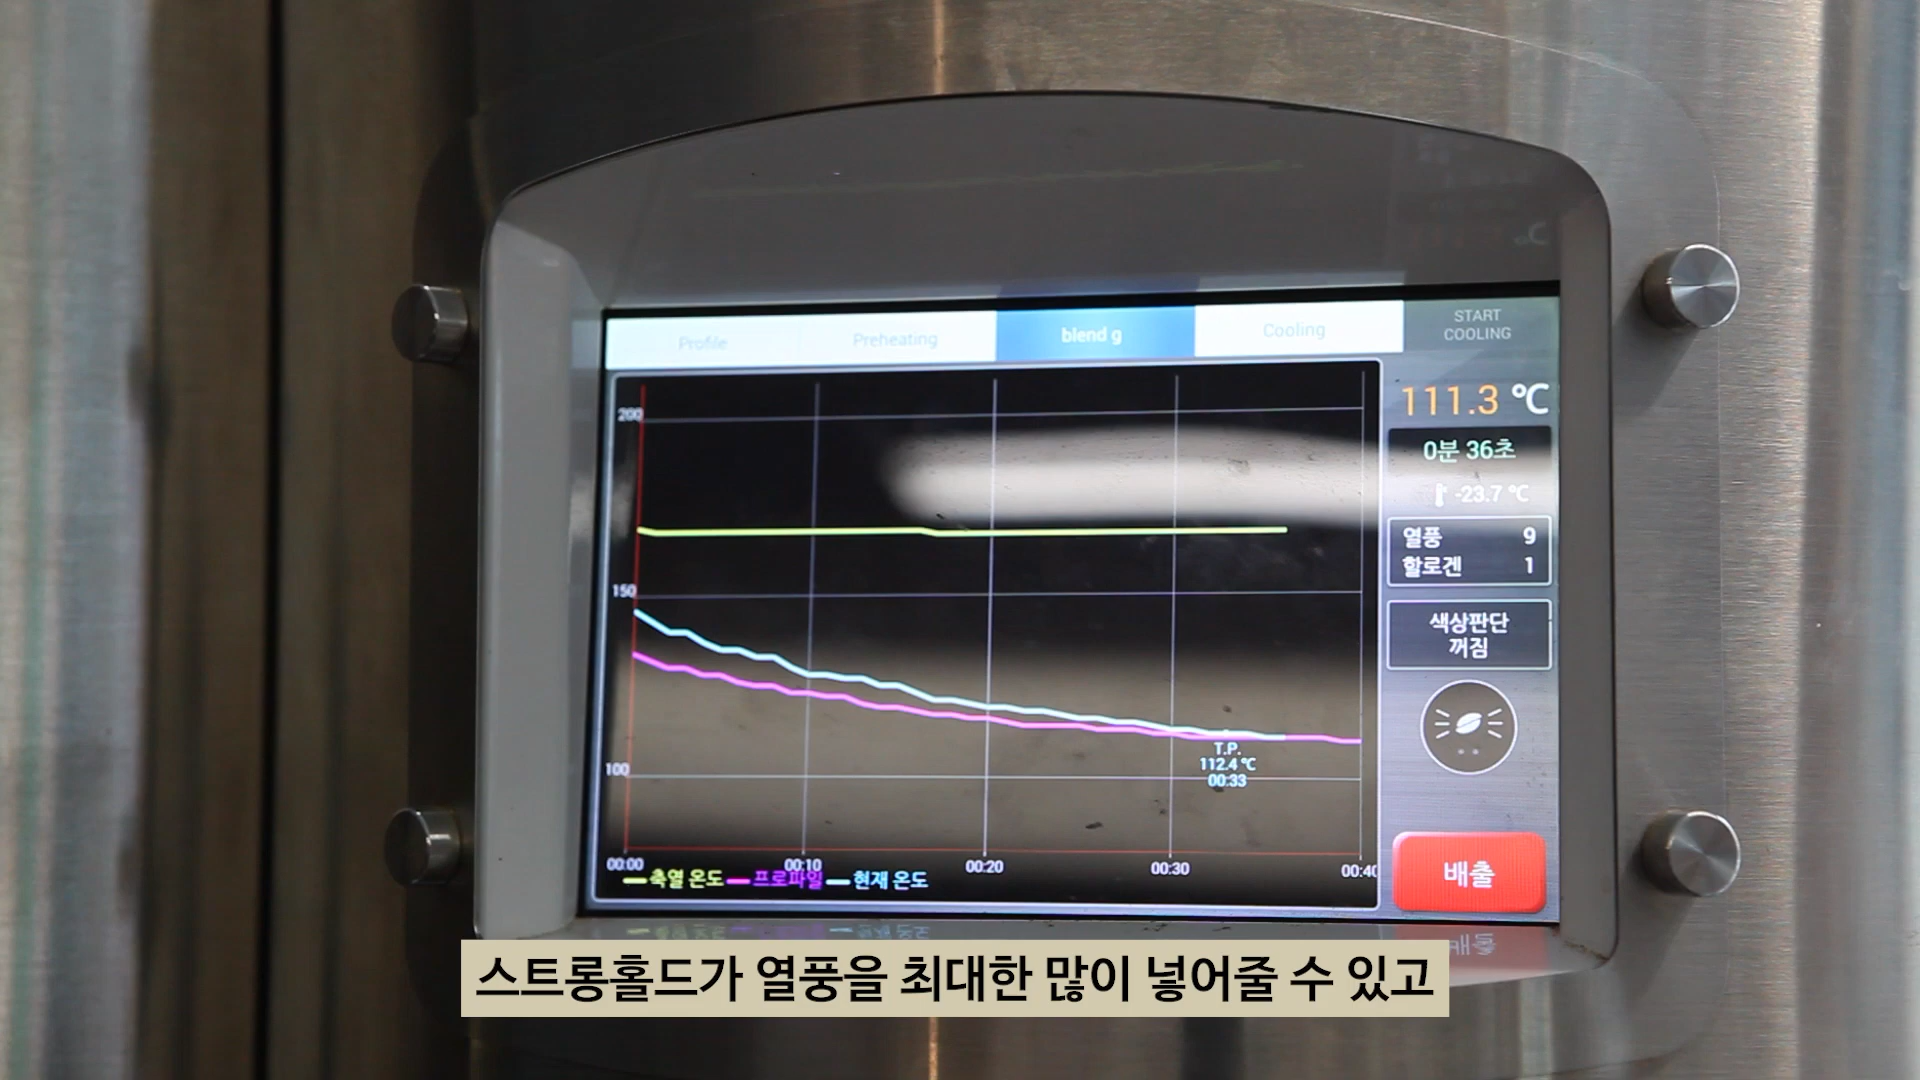 Profile
Preheating
blend g
Cooling
START
COOLING
111.3 ℃
0분 36초
-23.7 ℃
열풍 9
할로겐 1
색상판단
꺼짐
200
150
100
T.P.
112.4 ℃
00:33
00:00
00:10
00:20
00:30
00:40
축열 온도
프로파일
현재 온도
배출
스트롱홀드가 열풍을 최대한 많이 넣어줄 수 있고